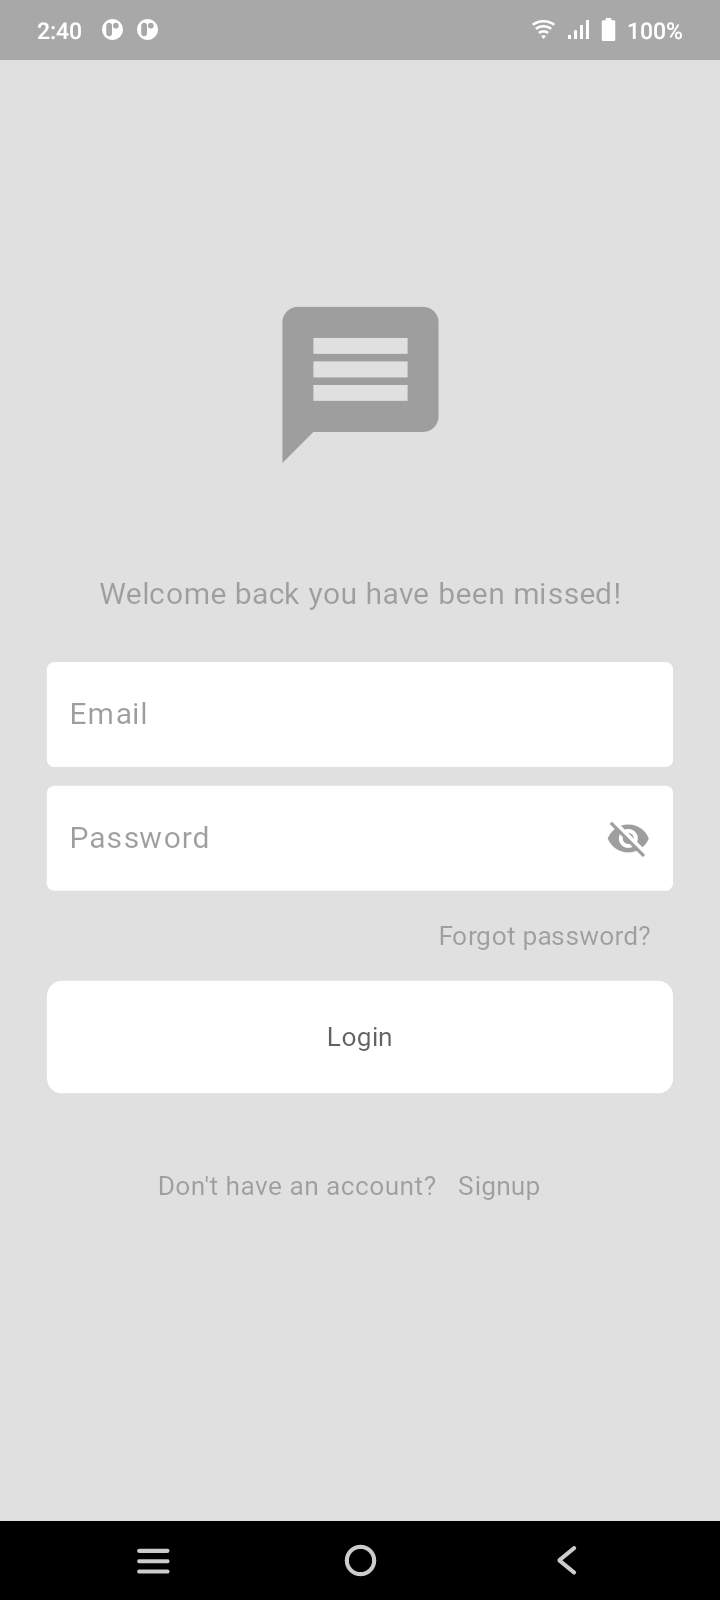 2:40 100%
Welcome back you have been missed!
Email
Password
Forgot password?
Login
Don't have an account? Signup